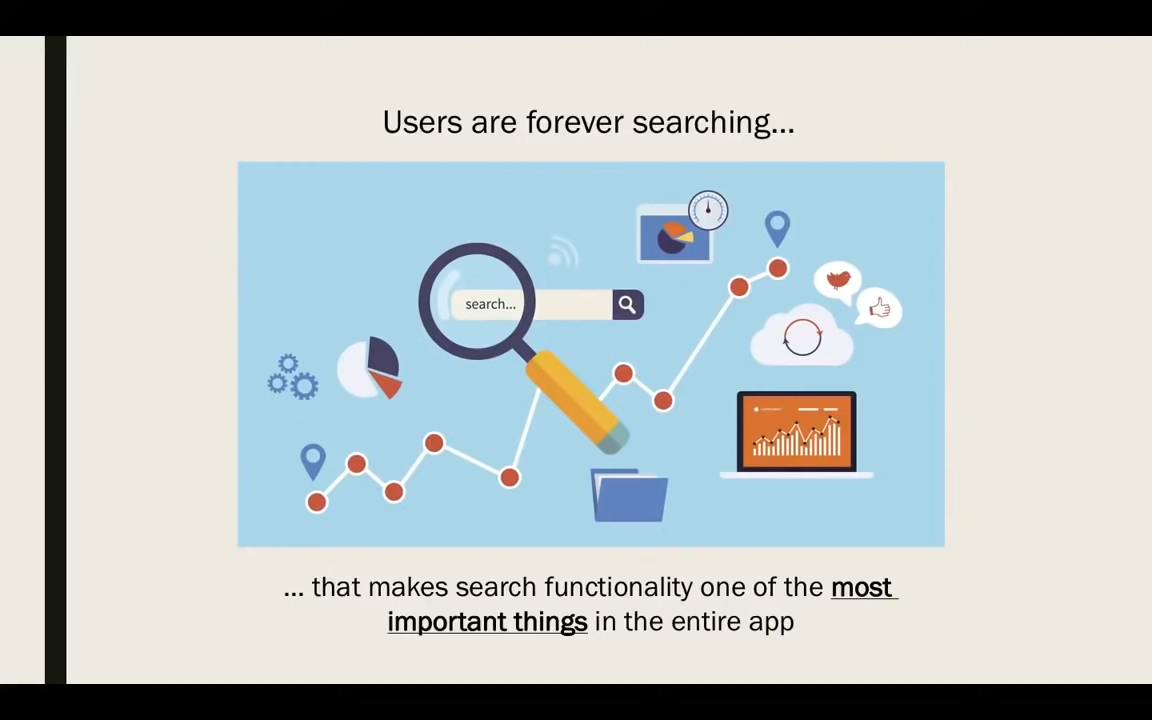 Users are forever searching...
search...
... that makes search functionality one of the most
important things in the entire app